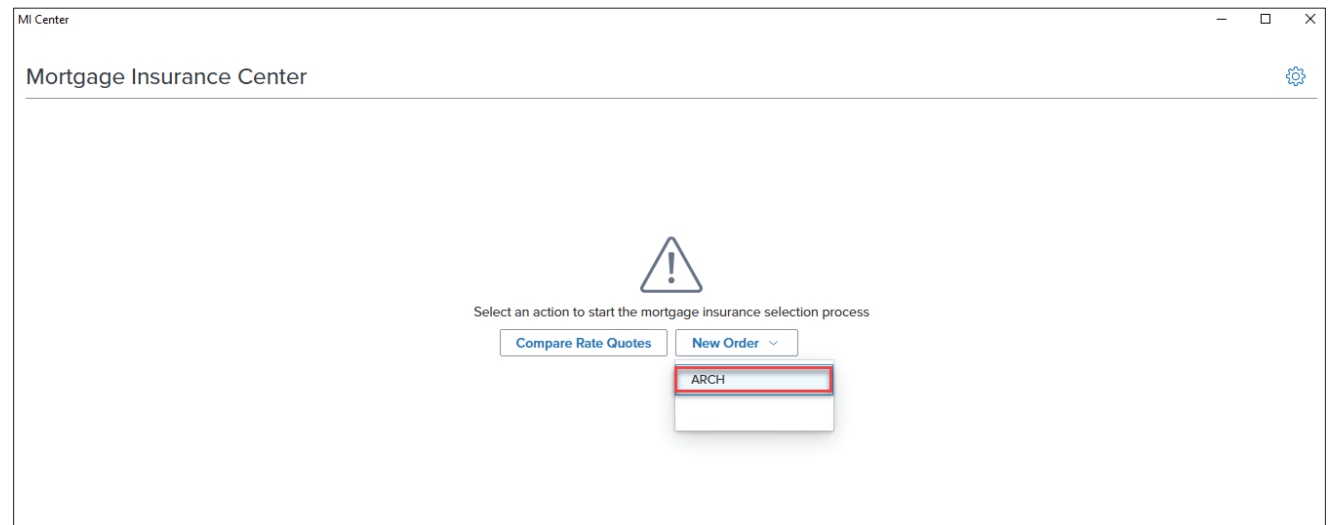 MI Center
Mortgage Insurance Center
Select an action to start the mortgage insurance selection process
Compare Rate Quotes New Order
ARCH